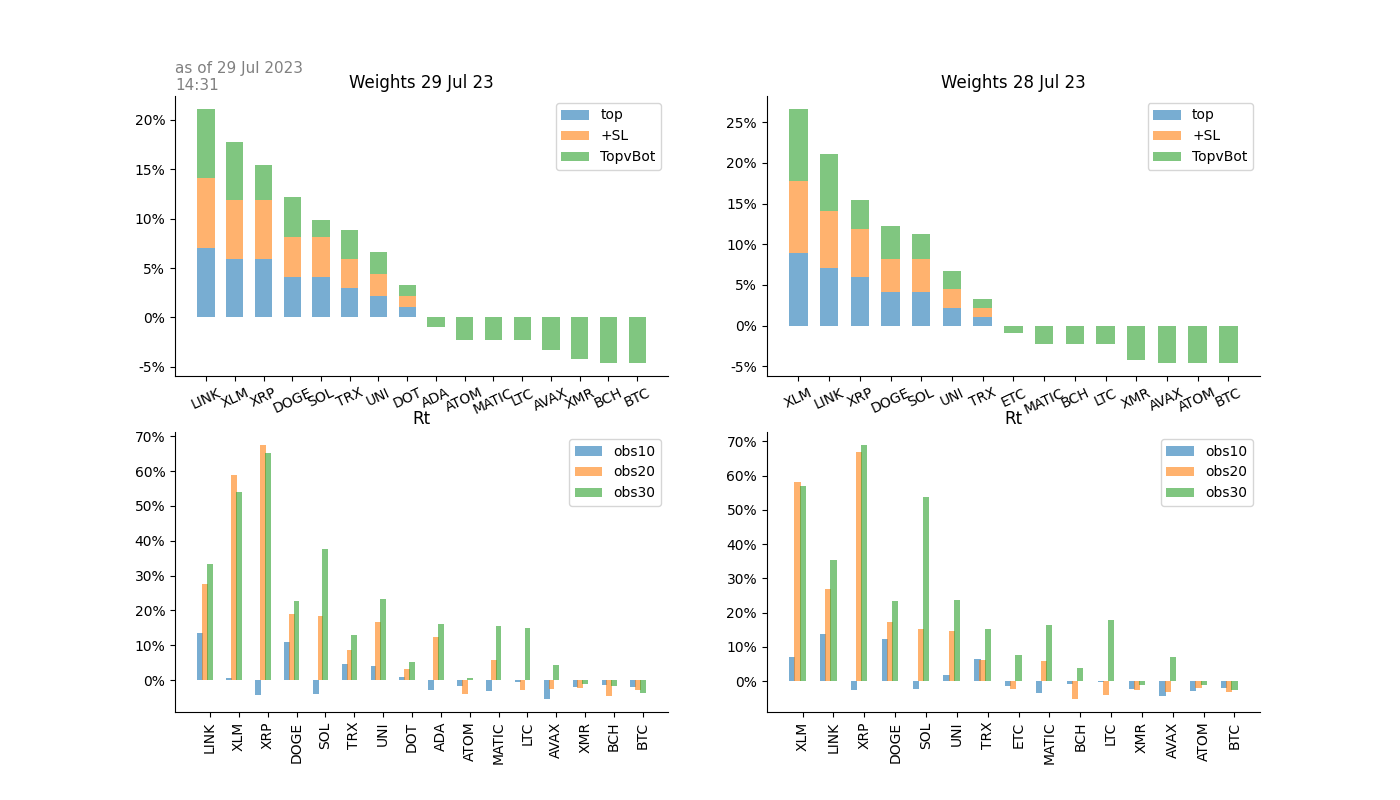 as of 29 Jul 2023
14:31
Weights 29 Jul 23
20%
15%
10%
5%
0%
-5%
top
+SL
TopvBot
LINK XLM XRP DOGE SOL TRX UNI DOT ADA ATOM MATIC LTC AVAX XMR BCH BTC
Weights 28 Jul 23
25%
20%
15%
10%
5%
0%
-5%
top
+SL
TopvBot
XLM LINK XRP DOGE SOL UNI TRX ETC MATIC BCH LTC XMR AVAX ATOM BTC
Rt
70%
60%
50%
40%
30%
20%
10%
0%
obs10
obs20
obs30
LINK XLM XRP DOGE SOL TRX UNI DOT ADA ATOM MATIC LTC AVAX XMR BCH BTC
Rt
70%
60%
50%
40%
30%
20%
10%
0%
obs10
obs20
obs30
XLM LINK XRP DOGE SOL UNI TRX ETC MATIC BCH LTC XMR AVAX ATOM BTC